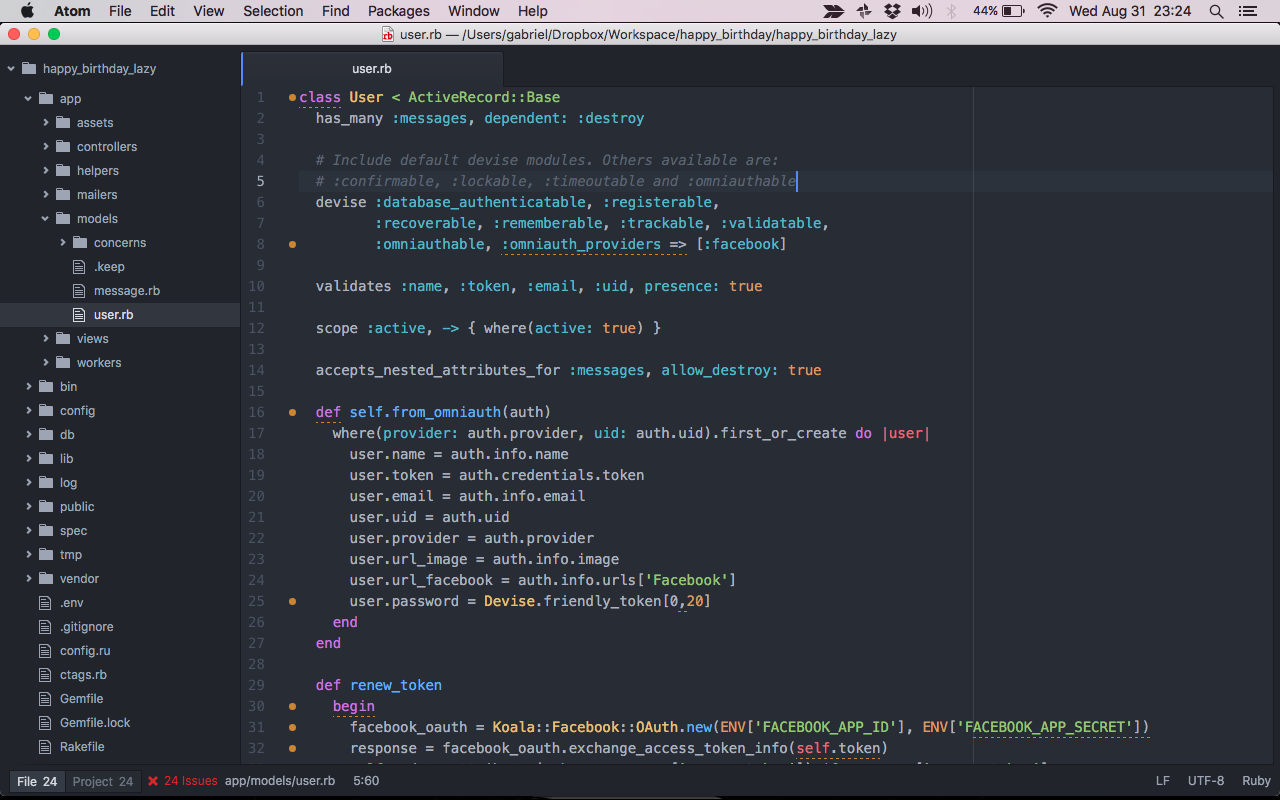 Atom File Edit View Selection Find Packages Window Help 44% Wed Aug 31 23:24
user.rb — /Users/gabriel/Dropbox/Workspace/happy_birthday/happy_birthday_lazy
happy_birthday_lazy
app
assets
controllers
helpers
mailers
models
concerns
.keep
message.rb
user.rb
views
workers
bin
config
db
lib
log
public
spec
tmp
vendor
.env
.gitignore
config.ru
ctags.rb
Gemfile
Gemfile.lock
Rakefile
user.rb
1 class User < ActiveRecord::Base
2 has_many :messages, dependent: :destroy
3
4 # Include default devise modules. Others available are:
5 # :confirmable, :lockable, :timeoutable and :omniauthable
6 devise :database_authenticatable, :registerable,
7 :recoverable, :rememberable, :trackable, :validatable,
8 :omniauthable, :omniauth_providers => [:facebook]
9
10 validates :name, :token, :email, :uid, presence: true
11
12 scope :active, -> { where(active: true) }
13
14 accepts_nested_attributes_for :messages, allow_destroy: true
15
16 def self.from_omniauth(auth)
17 where(provider: auth.provider, uid: auth.uid).first_or_create do |user|
18 user.name = auth.info.name
19 user.token = auth.credentials.token
20 user.email = auth.info.email
21 user.uid = auth.uid
22 user.provider = auth.provider
23 user.url_image = auth.info.image
24 user.url_facebook = auth.info.urls['Facebook']
25 user.password = Devise.friendly_token[0,20]
26 end
27 end
28
29 def renew_token
30 begin
31 facebook_oauth = Koala::Facebook::OAuth.new(ENV['FACEBOOK_APP_ID'], ENV['FACEBOOK_APP_SECRET'])
32 response = facebook_oauth.exchange_access_token_info(self.token)
File 24 Project 24 24 Issues app/models/user.rb 5:60 LF UTF-8 Ruby